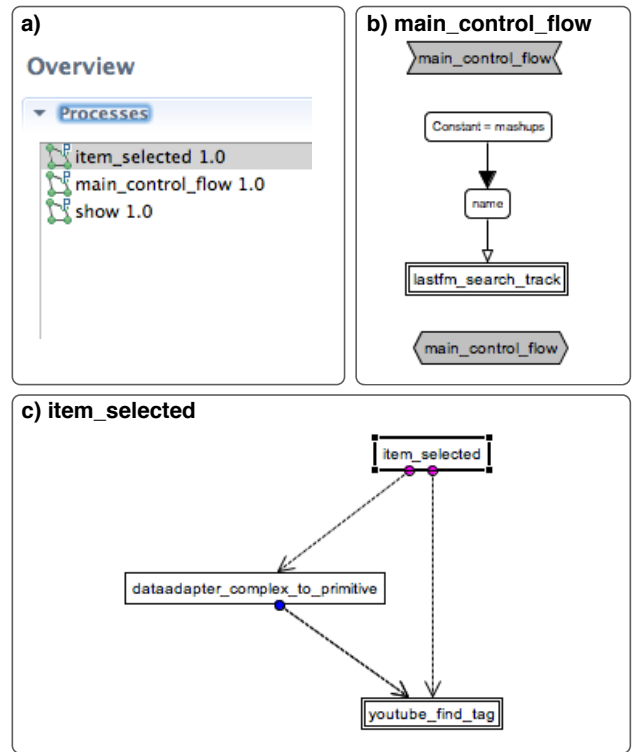 a)
Overview
Processes
item_selected 1.0
main_control_flow 1.0
show 1.0
b) main_control_flow
main_control_flow
Constant = mashups
name
lastfm_search_track
main_control_flow
c) item_selected
item_selected
dataadapter_complex_to_primitive
youtube_find_tag